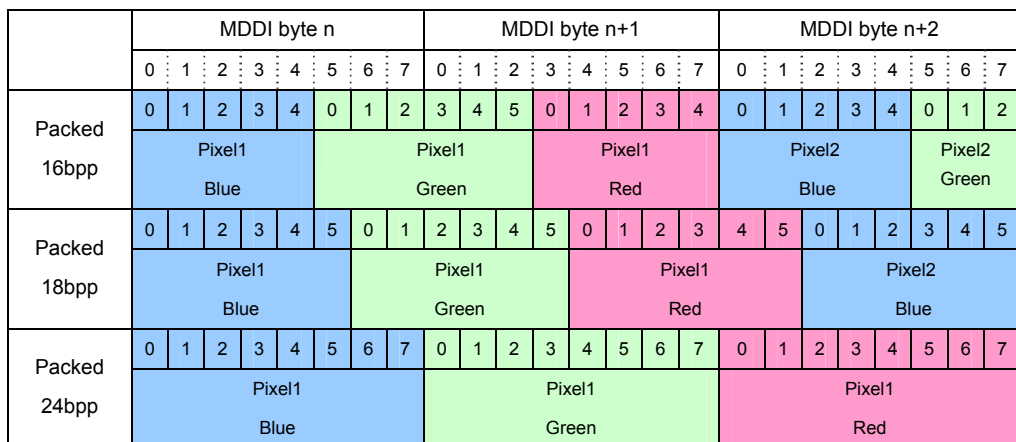 MDDI byte n MDDI byte n+1 MDDI byte n+2
0 1 2 3 4 5 6 7 0 1 2 3 4 5 6 7 0 1 2 3 4 5 6 7
Packed
16bpp
0 1 2 3 4 0 1 2 3 4 5 0 1 2 3 4 0 1 2 3 4 0 1 2
Pixel1 Pixel1 Pixel1 Pixel2 Pixel2
Blue Green Red Blue Green
Packed
18bpp
0 1 2 3 4 5 0 1 2 3 4 5 0 1 2 3 4 5 0 1 2 3 4 5
Pixel1 Pixel1 Pixel1 Pixel2
Blue Green Red Blue
Packed
24bpp
0 1 2 3 4 5 6 7 0 1 2 3 4 5 6 7 0 1 2 3 4 5 6 7
Pixel1 Pixel1 Pixel1
Blue Green Red